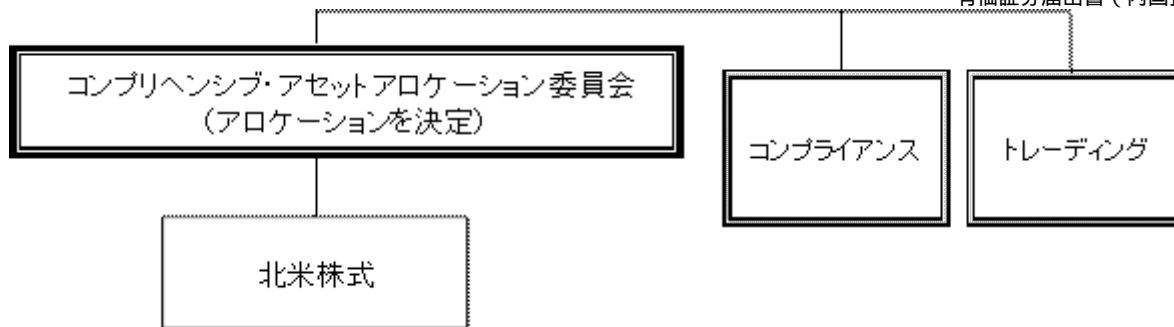 コンプリヘンシブ・アセットアロケーション委員会
(アロケーションを決定)
コンプライアンス
トレーディング
北米株式